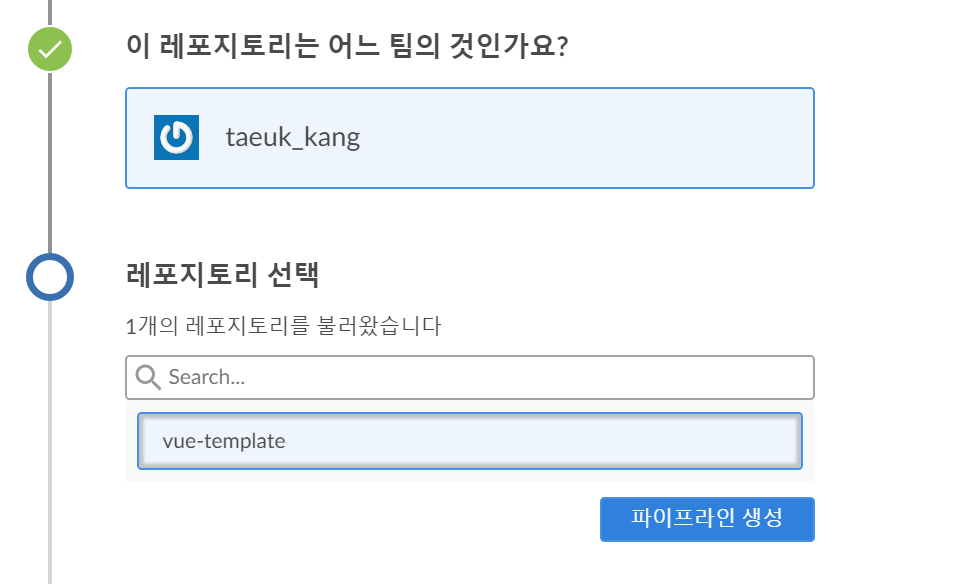 이 레포지토리는 어느 팀의 것인가요?
taeuk_kang
레포지토리 선택
1개의 레포지토리를 불러왔습니다
Search...
vue-template
파이프라인 생성